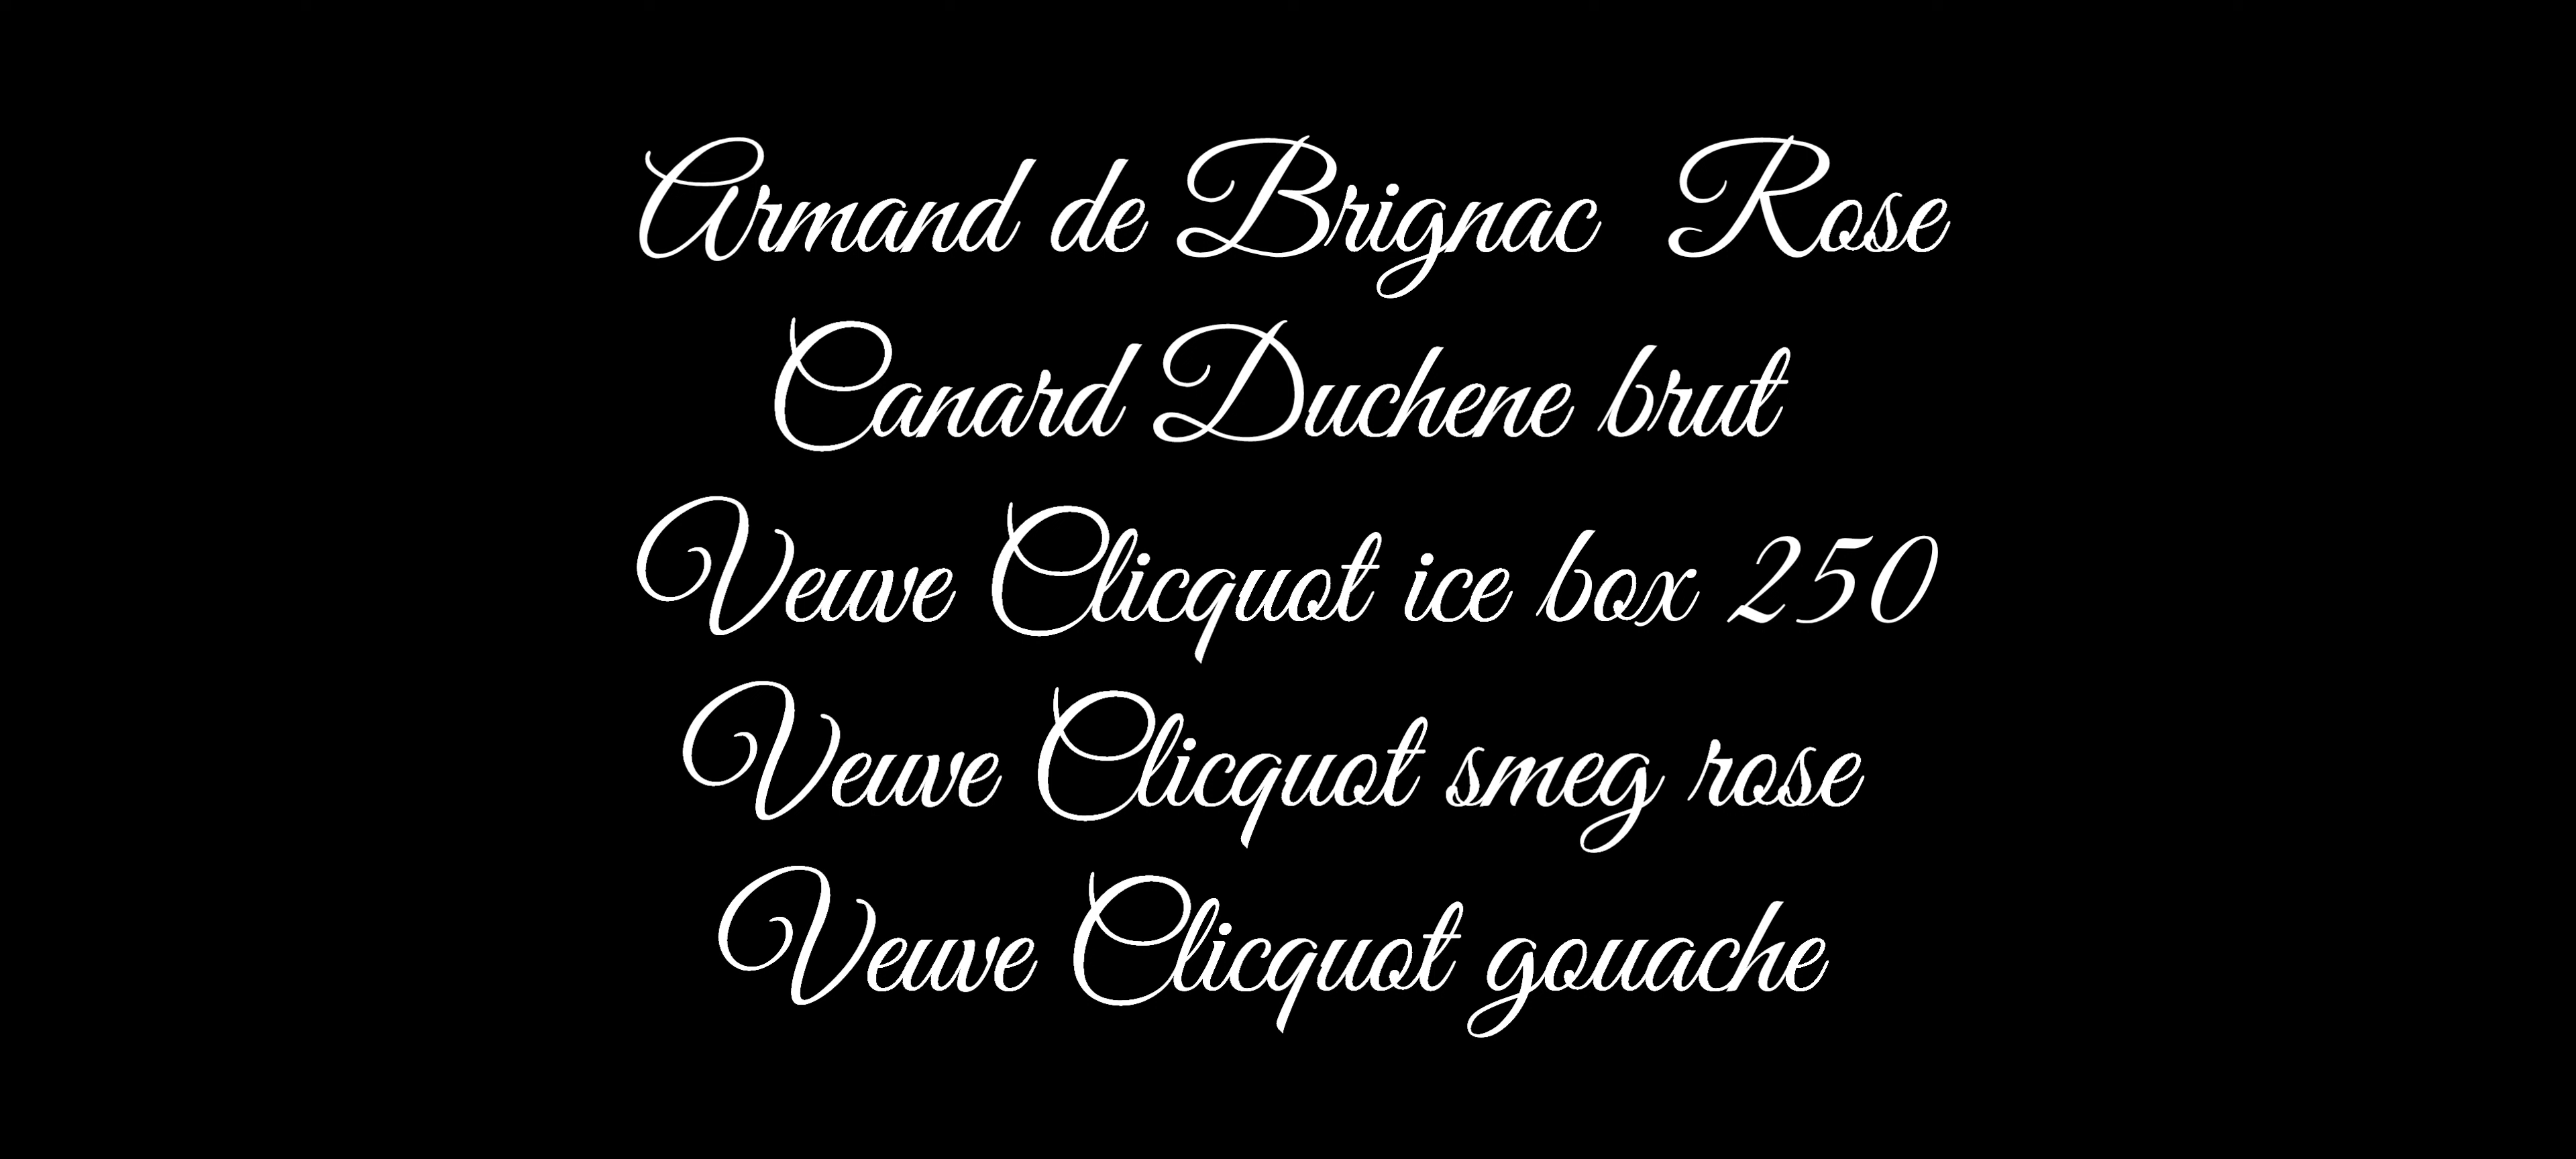 Armand de Brignac  Rose
Canard Duchene brut
Veuve Clicquot ice box 250
Veuve Clicquot smeg rose
Veuve Clicquot gouache